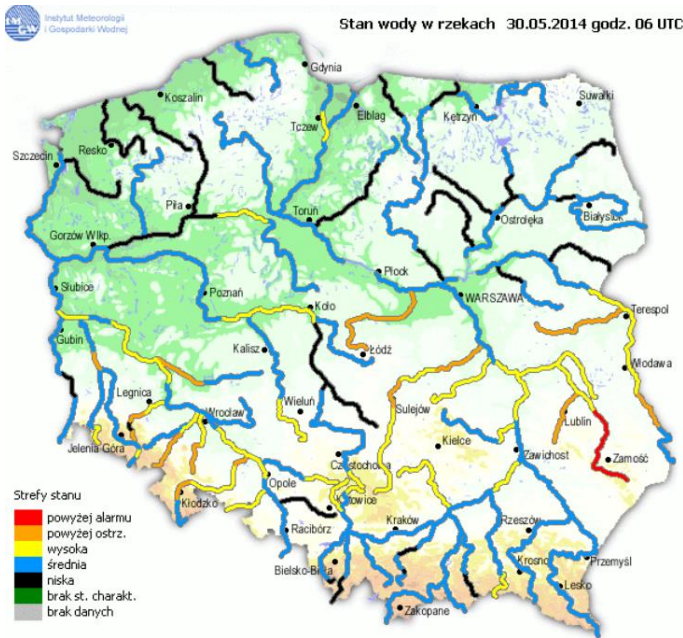 Instytut Meteorologii
i Gospodarki Wodnej
IMGW
Stan wody w rzekach 30.05.2014 godz. 06 UTC
Gdynia
Koszalin
Suwałki
Tczew
Elbląg
Kętrzyn
Szczecin
Resko
Piła
Toruń
Ostrołęka
Białystok
Gorzów Wlkp.
Płock
Słubice
Poznań
Koło
WARSZAWA
Terespol
Gubin
Kalisz
Łódź
Włodawa
Legnica
Wrocław
Wieluń
Sulejów
Lublin
Jelenia Góra
Kielce
Zawichost
Zamość
Częstochowa
Opole
Kłodzko
Katowice
Racibórz
Kraków
Rzeszów
Przemyśl
Bielsko-Biała
Krosno
Lesko
Zakopane
Strefy stanu
powyżej alarmu
powyżej ostrz.
wysoka
średnia
niska
brak st. charakt.
brak danych